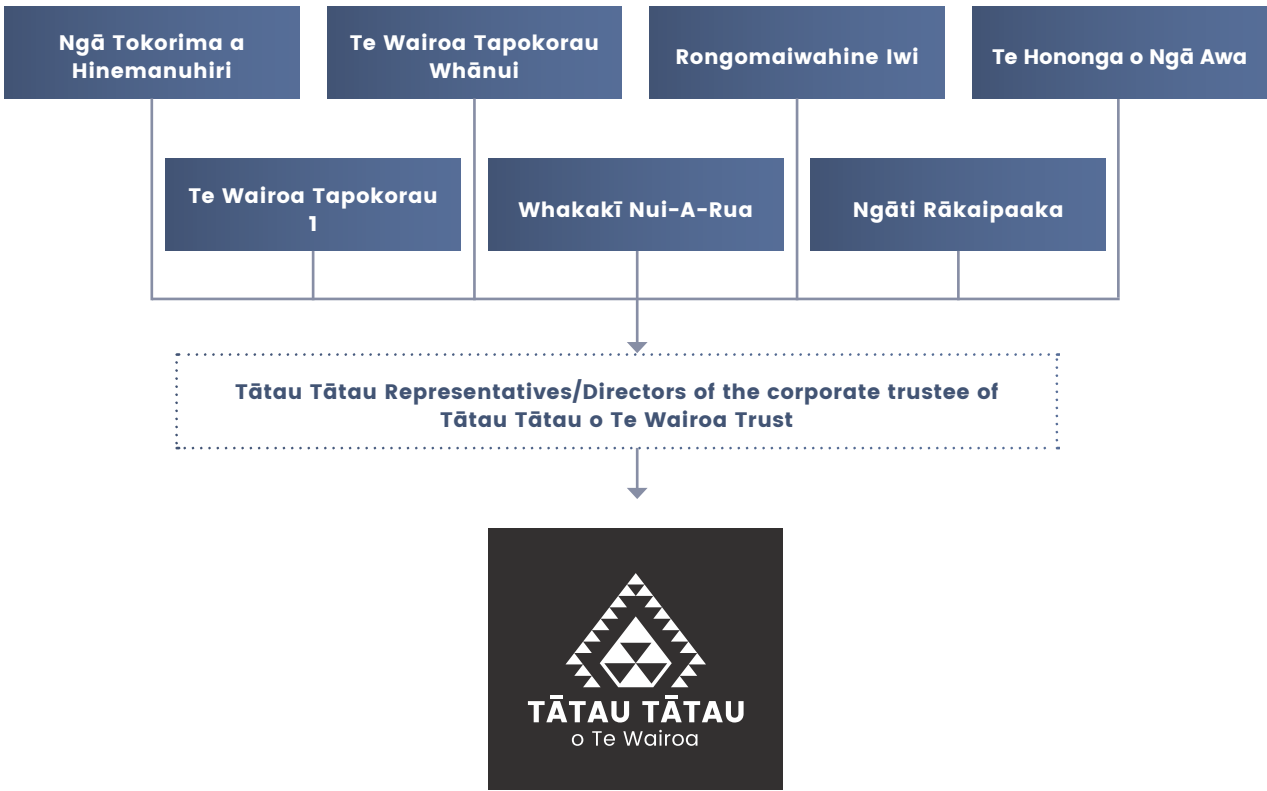 Ngā Tokorima a
Hinemanuhiri
Te Wairoa Tapokorau
Whānui
Rongomaiwahine Iwi
Te Hononga o Ngā Awa
Te Wairoa Tapokorau
1
Whakakī Nui-A-Rua
Ngāti Rākaipaaka
Tātau Tātau Representatives/Directors of the corporate trustee of
Tātau Tātau o Te Wairoa Trust
TĀTAU TĀTAU
o Te Wairoa